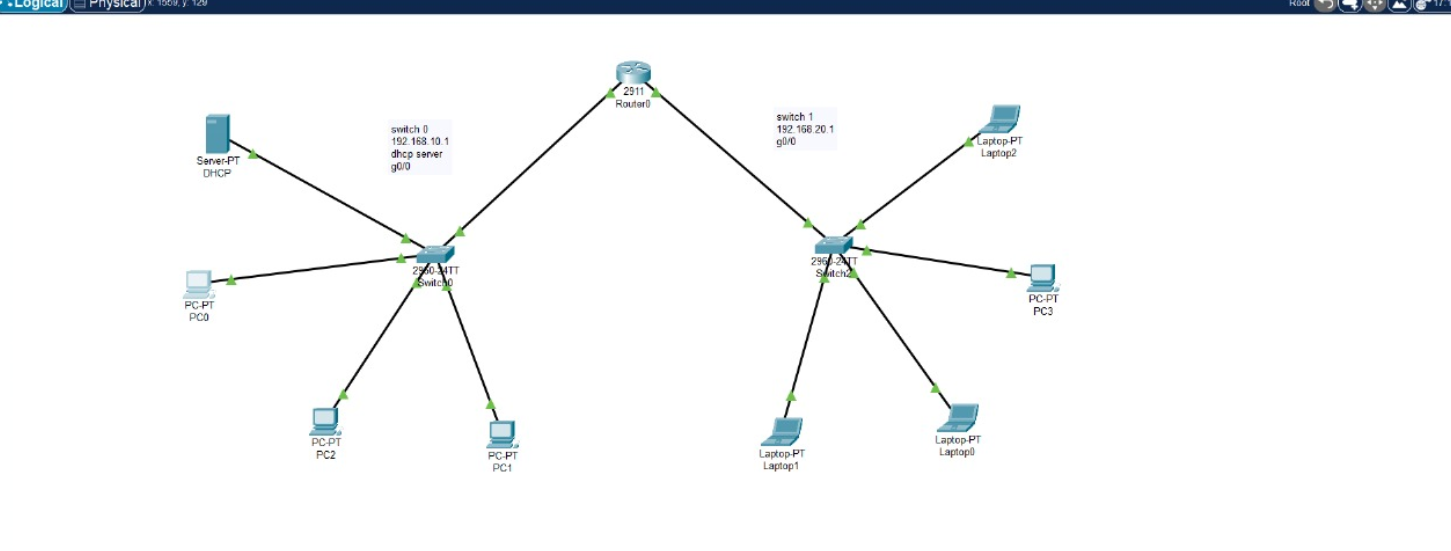 Logical Physical x: 1559, y: 129
Root
2911
Router0
switch 0
192.168.10.1
dhcp server
g0/0
switch 1
192.168.20.1
g0/0
Server-PT
DHCP
Laptop-PT
Laptop2
2960-24TT
Switch0
2960-24TT
Switch2
PC-PT
PC0
PC-PT
PC3
PC-PT
PC2
PC-PT
PC1
Laptop-PT
Laptop1
Laptop-PT
Laptop0